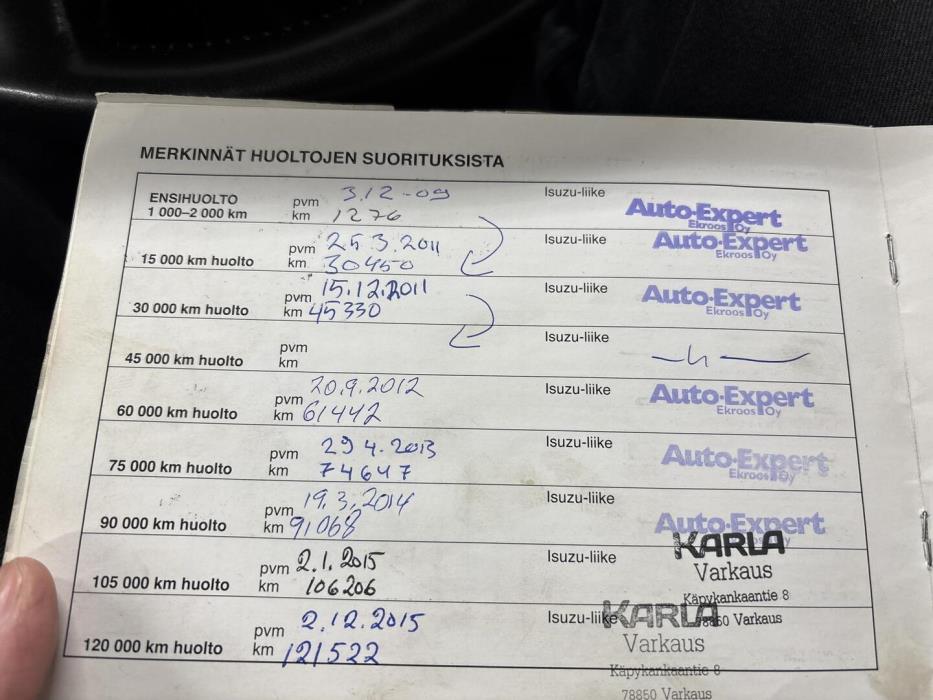 MERKINNÄT HUOLTOJEN SUORITUKSISTA
ENSIHUOLTO
1 000–2 000 km
pvm 3.12-09
km 1276
Isuzu-liike
Auto-Expert
Ekroos Oy
15 000 km huolto
pvm 25.3.2011
km 30450
Isuzu-liike
Auto-Expert
Ekroos Oy
30 000 km huolto
pvm 15.12.2011
km 45330
Isuzu-liike
Auto-Expert
Ekroos Oy
45 000 km huolto
pvm
km
Isuzu-liike
60 000 km huolto
pvm 20.9.2012
km 61442
Isuzu-liike
Auto-Expert
Ekroos Oy
75 000 km huolto
pvm 29.4.2013
km 74647
Isuzu-liike
Auto-Expert
Ekroos Oy
90 000 km huolto
pvm 19.3.2014
km 91068
Isuzu-liike
Auto-Expert
105 000 km huolto
pvm 2.1.2015
km 106206
Isuzu-liike
KARLA
Varkaus
Käpykankaantie 8
78850 Varkaus
120 000 km huolto
pvm 2.12.2015
km 121522
Isuzu-liike
KARLA
Varkaus
Käpykankaantie 8
78850 Varkaus